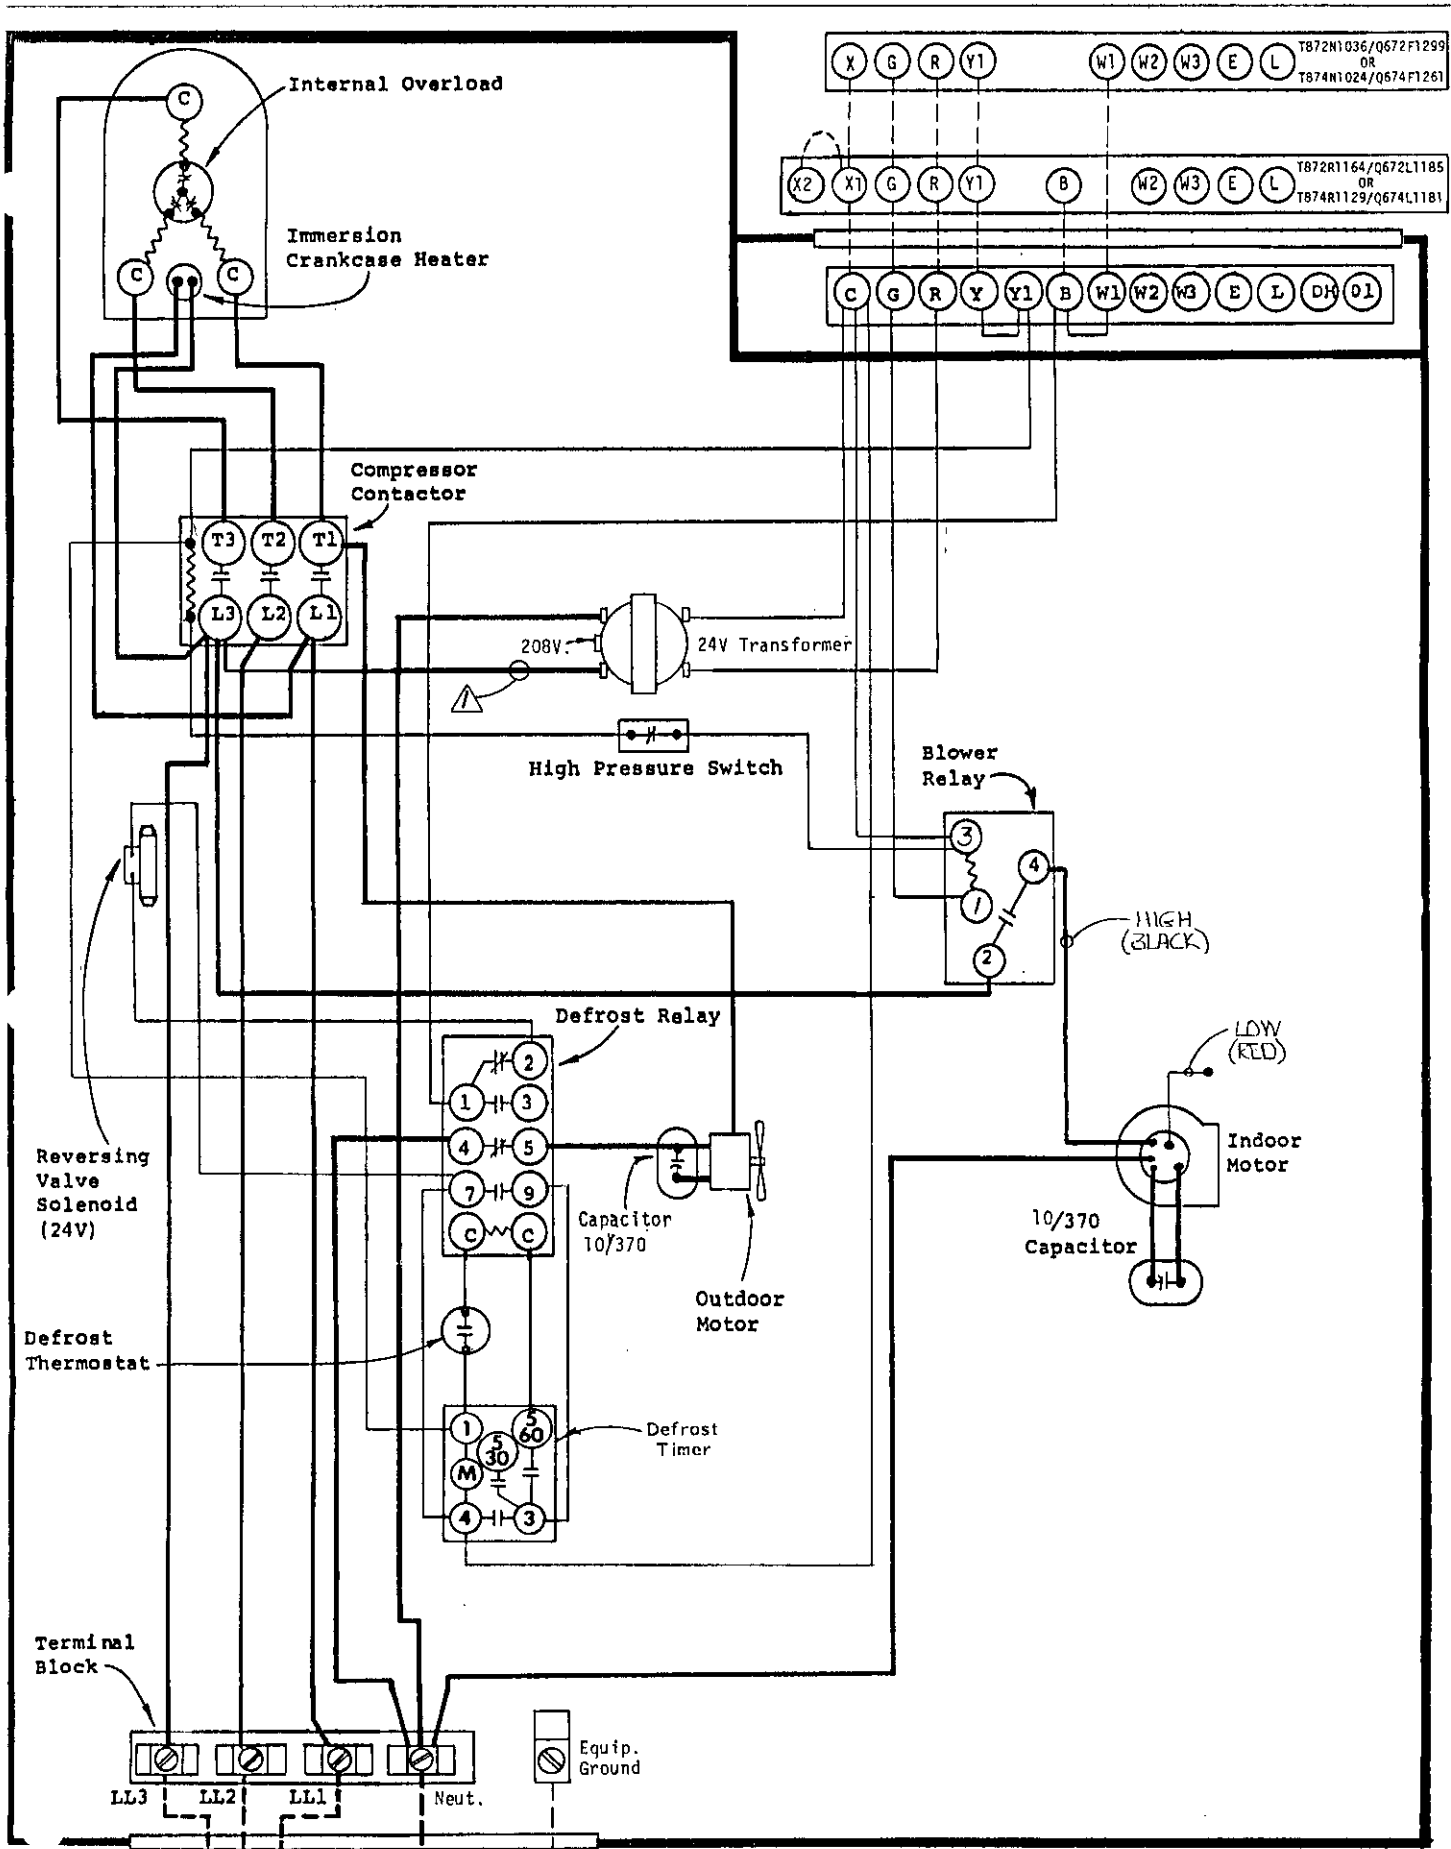 X G R Y1 W1 W2 W3 E L T872N1036/Q672F1299
OR
T874N1024/Q674F1261
Internal Overload
C
X2 X1 G R Y1 B W2 W3 E L T872R1164/Q672L1185
OR
T874R1129/Q674L1181
Immersion
Crankcase Heater
C C
C G R Y Y1 B W1 W2 W3 E L DH O1
Compressor
Contactor
T3 T2 T1
L3 L2 L1
208V.
24V Transformer
1
High Pressure Switch
Blower
Relay
3
4
1
2
HIGH
(BLACK)
Defrost Relay
LOW
(RED)
2
1 3
4 5
7 9
C C
Reversing
Valve
Solenoid
(24V)
Capacitor
10/370
Indoor
Motor
10/370
Capacitor
Outdoor
Motor
Defrost
Thermostat
1
5
60
5
30
M
4 3
Defrost
Timer
Terminal
Block
Equip.
Ground
LL3 LL2 LL1 Neut.